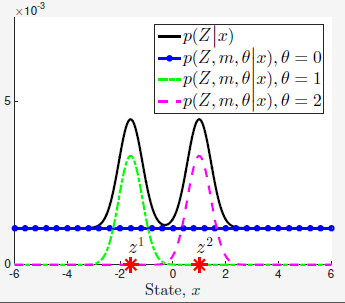 ×10⁻³
p(Z|x)
p(Z, m, θ|x), θ = 0
p(Z, m, θ|x), θ = 1
p(Z, m, θ|x), θ = 2
5
z¹ z²
0
-6 -4 -2 0 2 4 6
State, x